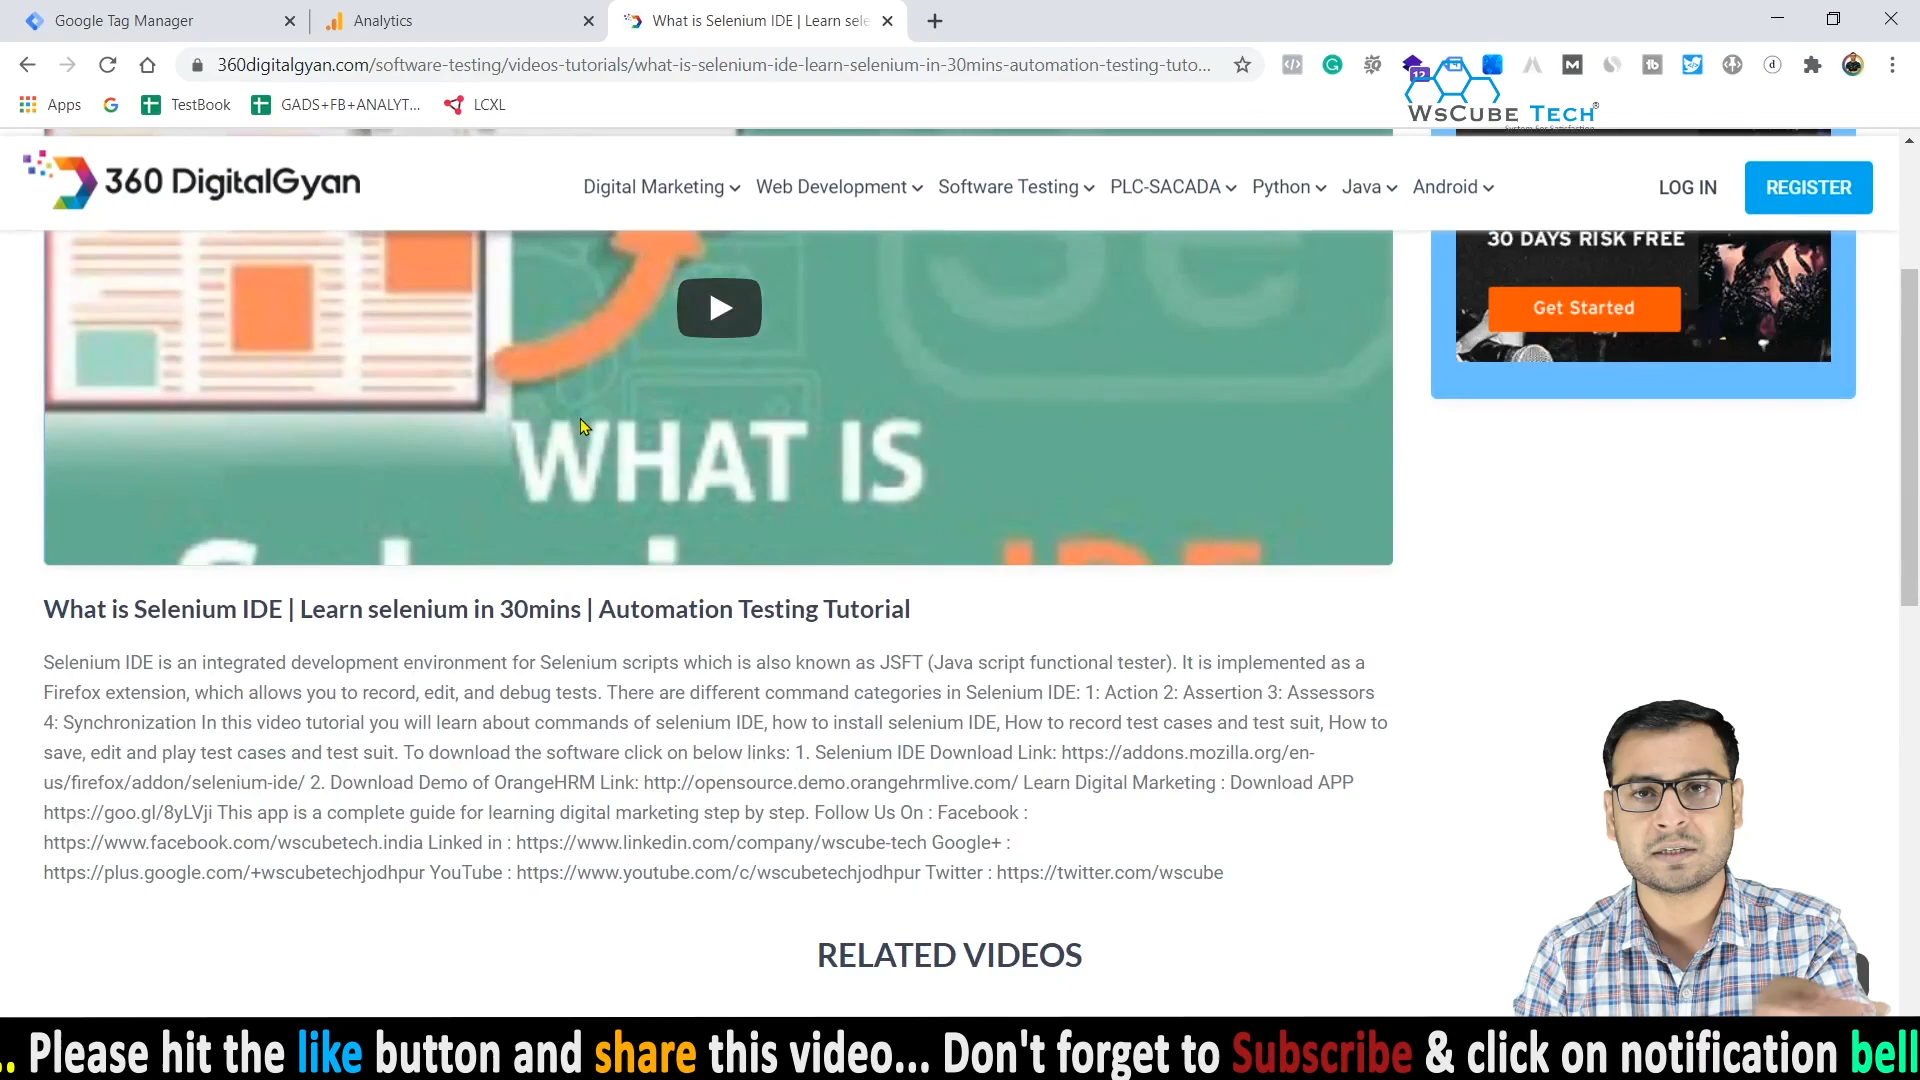 Google Tag Manager
Analytics
What is Selenium IDE | Learn sele
360digitalgyan.com/software-testing/videos-tutorials/what-is-selenium-ide-learn-selenium-in-30mins-automation-testing-tuto...
12
Apps
TestBook
GADS+FB+ANALYT...
LCXL
WsCube Tech®
System For Satisfaction
360 DigitalGyan
Digital Marketing
Web Development
Software Testing
PLC-SACADA
Python
Java
Android
LOG IN
REGISTER
30 DAYS RISK FREE
Get Started
Se
WHAT IS
Selenium IDE
What is Selenium IDE | Learn selenium in 30mins | Automation Testing Tutorial
Selenium IDE is an integrated development environment for Selenium scripts which is also known as JSFT (Java script functional tester). It is implemented as a
Firefox extension, which allows you to record, edit, and debug tests. There are different command categories in Selenium IDE: 1: Action 2: Assertion 3: Assessors
4: Synchronization In this video tutorial you will learn about commands of selenium IDE, how to install selenium IDE, How to record test cases and test suit, How to
save, edit and play test cases and test suit. To download the software click on below links: 1. Selenium IDE Download Link: https://addons.mozilla.org/en-
us/firefox/addon/selenium-ide/ 2. Download Demo of OrangeHRM Link: http://opensource.demo.orangehrmlive.com/ Learn Digital Marketing : Download APP
https://goo.gl/8yLVji This app is a complete guide for learning digital marketing step by step. Follow Us On : Facebook :
https://www.facebook.com/wscubetech.india Linked in : https://www.linkedin.com/company/wscube-tech Google+ :
https://plus.google.com/+wscubetechjodhpur YouTube : https://www.youtube.com/c/wscubetechjodhpur Twitter : https://twitter.com/wscube
RELATED VIDEOS
.. Please hit the like button and share this video... Don't forget to Subscribe & click on notification bell